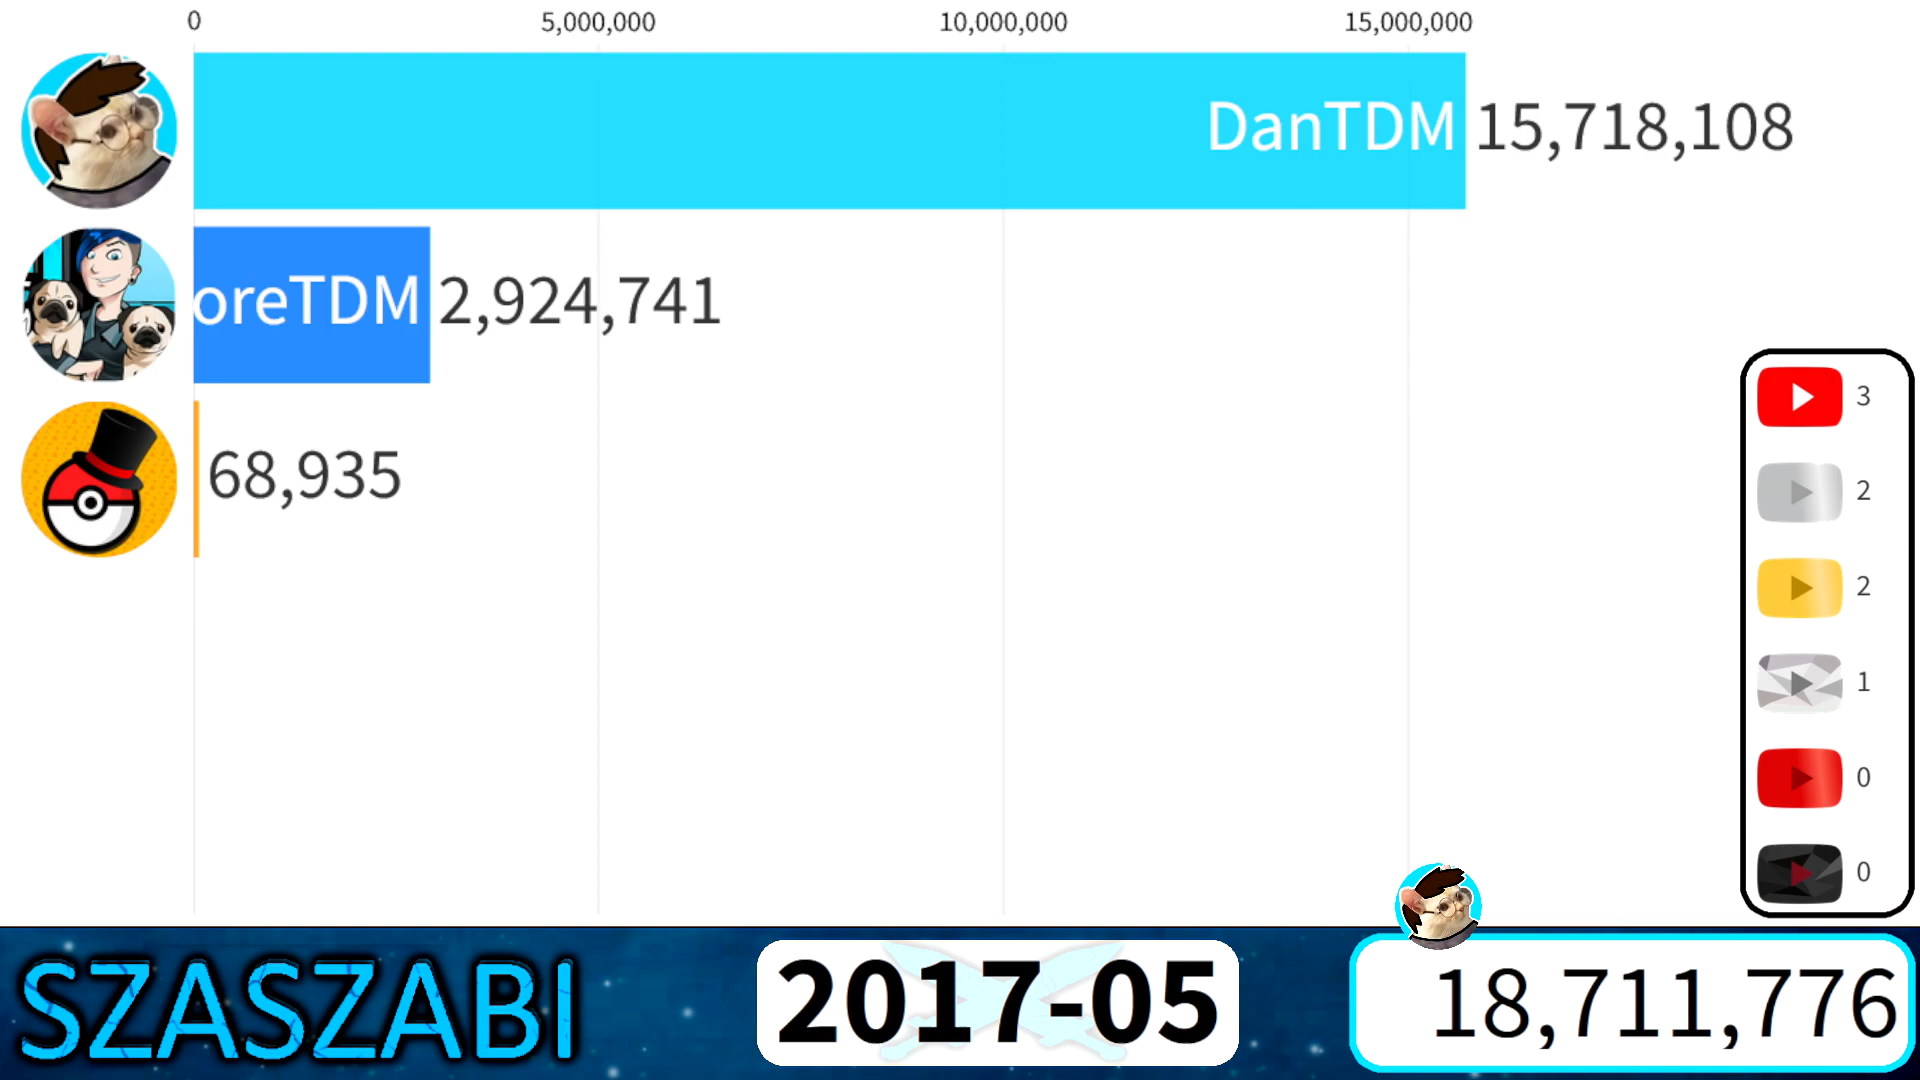 0 5,000,000 10,000,000 15,000,000
DanTDM 15,718,108
oreTDM 2,924,741
68,935
3
2
2
1
0
0
SZASZABI 2017-05 18,711,776